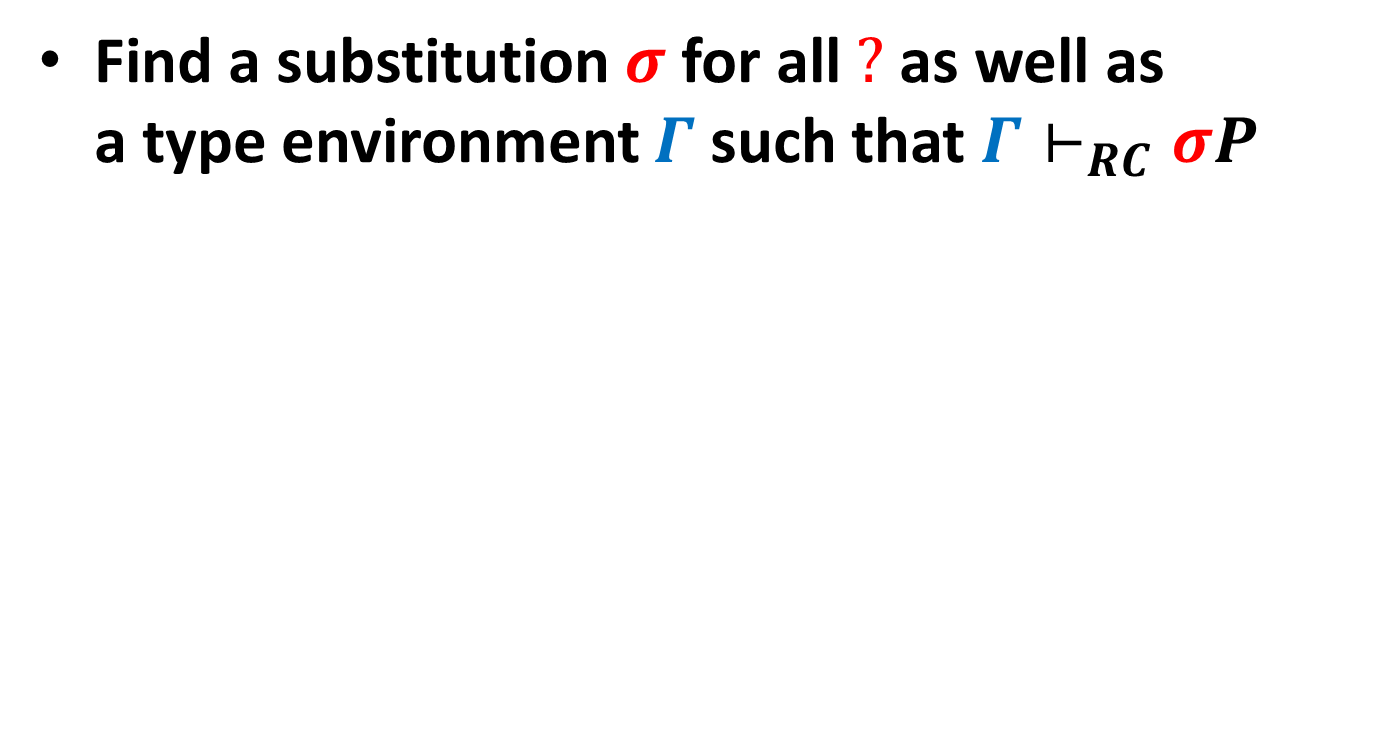 • Find a substitution σ for all ? as well as
a type environment Γ such that Γ ⊢RC σP